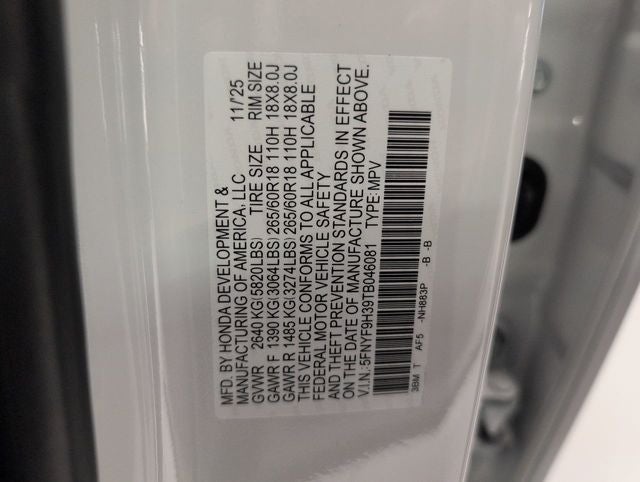 MFD. BY HONDA DEVELOPMENT &
MANUFACTURING OF AMERICA, LLC 11/25
GVWR 2640 KG(5820LBS) TIRE SIZE RIM SIZE
GAWR F 1390 KG(3064LBS) 265/60R18 110H 18X8.0J
GAWR R 1485 KG(3274LBS) 265/60R18 110H 18X8.0J
THIS VEHICLE CONFORMS TO ALL APPLICABLE
FEDERAL MOTOR VEHICLE SAFETY
AND THEFT PREVENTION STANDARDS IN EFFECT
ON THE DATE OF MANUFACTURE SHOWN ABOVE.
V.I.N.:5FNYF9H39TB046081 TYPE:MPV
3BM T AF5 -NH883P -B -B